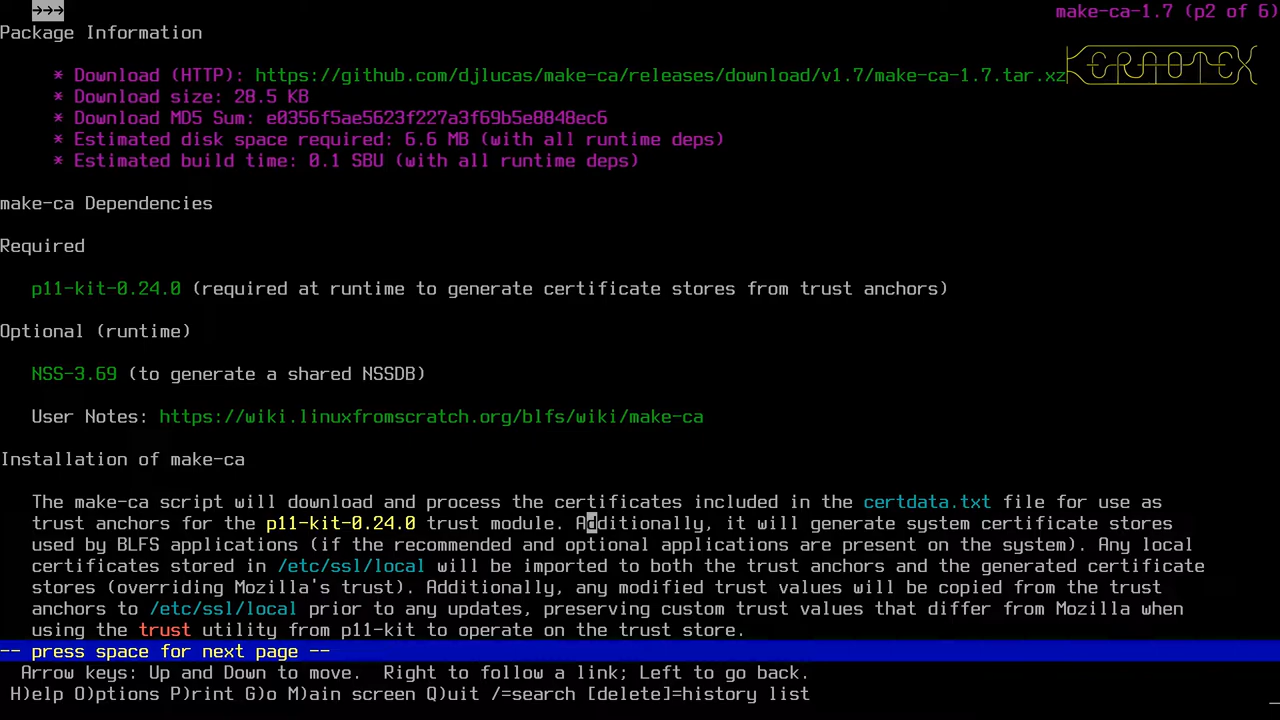 →→→ make-ca-1.7 (p2 of 6)
Package Information
* Download (HTTP): https://github.com/djlucas/make-ca/releases/download/v1.7/make-ca-1.7.tar.xz
KERNOTEX
* Download size: 28.5 KB
* Download MD5 Sum: e0356f5ae5623f227a3f69b5e8848ec6
* Estimated disk space required: 6.6 MB (with all runtime deps)
* Estimated build time: 0.1 SBU (with all runtime deps)
make-ca Dependencies
Required
p11-kit-0.24.0 (required at runtime to generate certificate stores from trust anchors)
Optional (runtime)
NSS-3.69 (to generate a shared NSSDB)
User Notes: https://wiki.linuxfromscratch.org/blfs/wiki/make-ca
Installation of make-ca
The make-ca script will download and process the certificates included in the certdata.txt file for use as
trust anchors for the p11-kit-0.24.0 trust module. Additionally, it will generate system certificate stores
used by BLFS applications (if the recommended and optional applications are present on the system). Any local
certificates stored in /etc/ssl/local will be imported to both the trust anchors and the generated certificate
stores (overriding Mozilla's trust). Additionally, any modified trust values will be copied from the trust
anchors to /etc/ssl/local prior to any updates, preserving custom trust values that differ from Mozilla when
using the trust utility from p11-kit to operate on the trust store.
-- press space for next page --
Arrow keys: Up and Down to move. Right to follow a link; Left to go back.
H)elp O)ptions P)rint G)o M)ain screen Q)uit /=search [delete]=history list